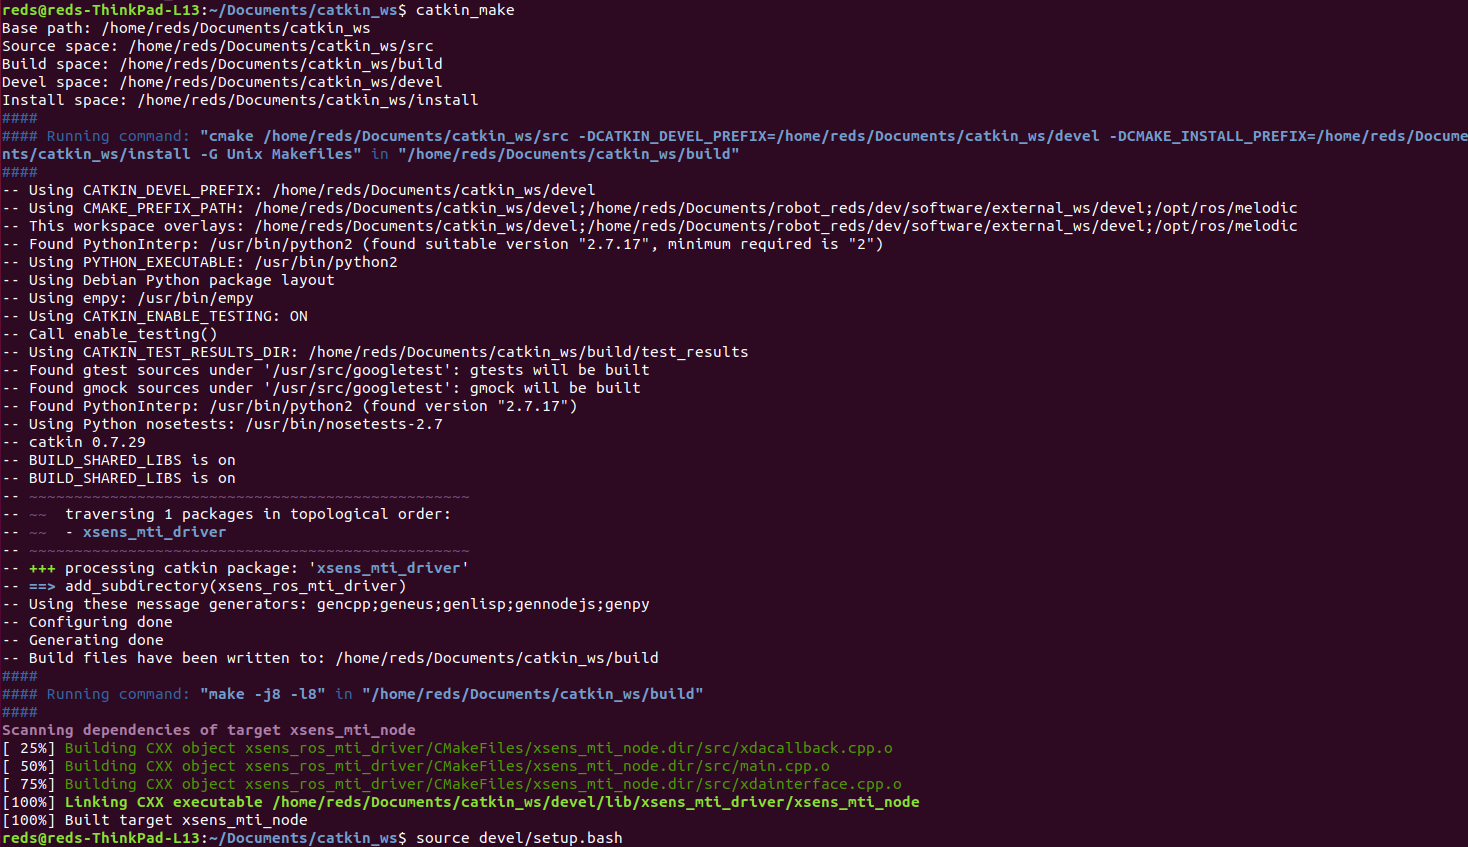 reds@reds-ThinkPad-L13:~/Documents/catkin_ws$ catkin_make
Base path: /home/reds/Documents/catkin_ws
Source space: /home/reds/Documents/catkin_ws/src
Build space: /home/reds/Documents/catkin_ws/build
Devel space: /home/reds/Documents/catkin_ws/devel
Install space: /home/reds/Documents/catkin_ws/install
####
#### Running command: "cmake /home/reds/Documents/catkin_ws/src -DCATKIN_DEVEL_PREFIX=/home/reds/Documents/catkin_ws/devel -DCMAKE_INSTALL_PREFIX=/home/reds/Docume
nts/catkin_ws/install -G Unix Makefiles" in "/home/reds/Documents/catkin_ws/build"
####
-- Using CATKIN_DEVEL_PREFIX: /home/reds/Documents/catkin_ws/devel
-- Using CMAKE_PREFIX_PATH: /home/reds/Documents/catkin_ws/devel;/home/reds/Documents/robot_reds/dev/software/external_ws/devel;/opt/ros/melodic
-- This workspace overlays: /home/reds/Documents/catkin_ws/devel;/home/reds/Documents/robot_reds/dev/software/external_ws/devel;/opt/ros/melodic
-- Found PythonInterp: /usr/bin/python2 (found suitable version "2.7.17", minimum required is "2")
-- Using PYTHON_EXECUTABLE: /usr/bin/python2
-- Using Debian Python package layout
-- Using empy: /usr/bin/empy
-- Using CATKIN_ENABLE_TESTING: ON
-- Call enable_testing()
-- Using CATKIN_TEST_RESULTS_DIR: /home/reds/Documents/catkin_ws/build/test_results
-- Found gtest sources under '/usr/src/googletest': gtests will be built
-- Found gmock sources under '/usr/src/googletest': gmock will be built
-- Found PythonInterp: /usr/bin/python2 (found version "2.7.17")
-- Using Python nosetests: /usr/bin/nosetests-2.7
-- catkin 0.7.29
-- BUILD_SHARED_LIBS is on
-- BUILD_SHARED_LIBS is on
-- ~~~~~~~~~~~~~~~~~~~~~~~~~~~~~~~~~~~~~~~~~~~~~~~~~
-- ~~  traversing 1 packages in topological order:
-- ~~  - xsens_mti_driver
-- ~~~~~~~~~~~~~~~~~~~~~~~~~~~~~~~~~~~~~~~~~~~~~~~~~
-- +++ processing catkin package: 'xsens_mti_driver'
-- ==> add_subdirectory(xsens_ros_mti_driver)
-- Using these message generators: gencpp;geneus;genlisp;gennodejs;genpy
-- Configuring done
-- Generating done
-- Build files have been written to: /home/reds/Documents/catkin_ws/build
####
#### Running command: "make -j8 -l8" in "/home/reds/Documents/catkin_ws/build"
####
Scanning dependencies of target xsens_mti_node
[ 25%] Building CXX object xsens_ros_mti_driver/CMakeFiles/xsens_mti_node.dir/src/xdacallback.cpp.o
[ 50%] Building CXX object xsens_ros_mti_driver/CMakeFiles/xsens_mti_node.dir/src/main.cpp.o
[ 75%] Building CXX object xsens_ros_mti_driver/CMakeFiles/xsens_mti_node.dir/src/xdainterface.cpp.o
[100%] Linking CXX executable /home/reds/Documents/catkin_ws/devel/lib/xsens_mti_driver/xsens_mti_node
[100%] Built target xsens_mti_node
reds@reds-ThinkPad-L13:~/Documents/catkin_ws$ source devel/setup.bash